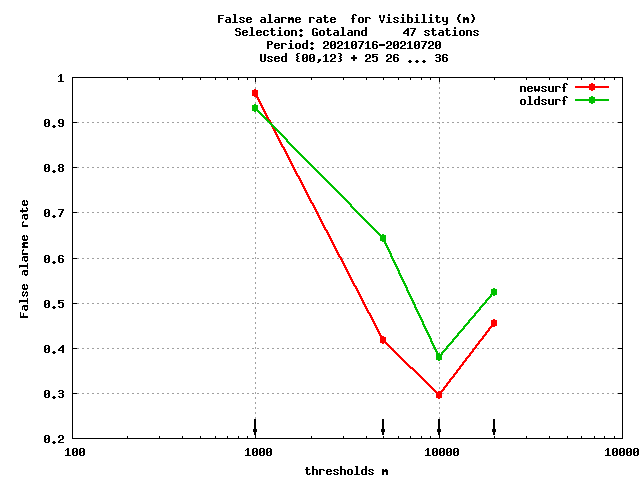 False alarme rate  for Visibility (m)
Selection: Gotaland     47 stations
Period: 20210716-20210720
Used {00,12} + 25 26 ... 36
newsurf
oldsurf
1
0.9
0.8
0.7
0.6
0.5
0.4
0.3
0.2
False alarme rate
100
1000
10000
10000
thresholds m